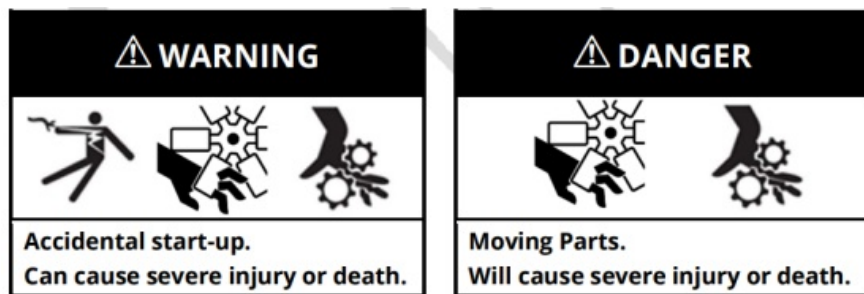 ⚠ WARNING
Accidental start-up.
Can cause severe injury or death.
⚠ DANGER
Moving Parts.
Will cause severe injury or death.